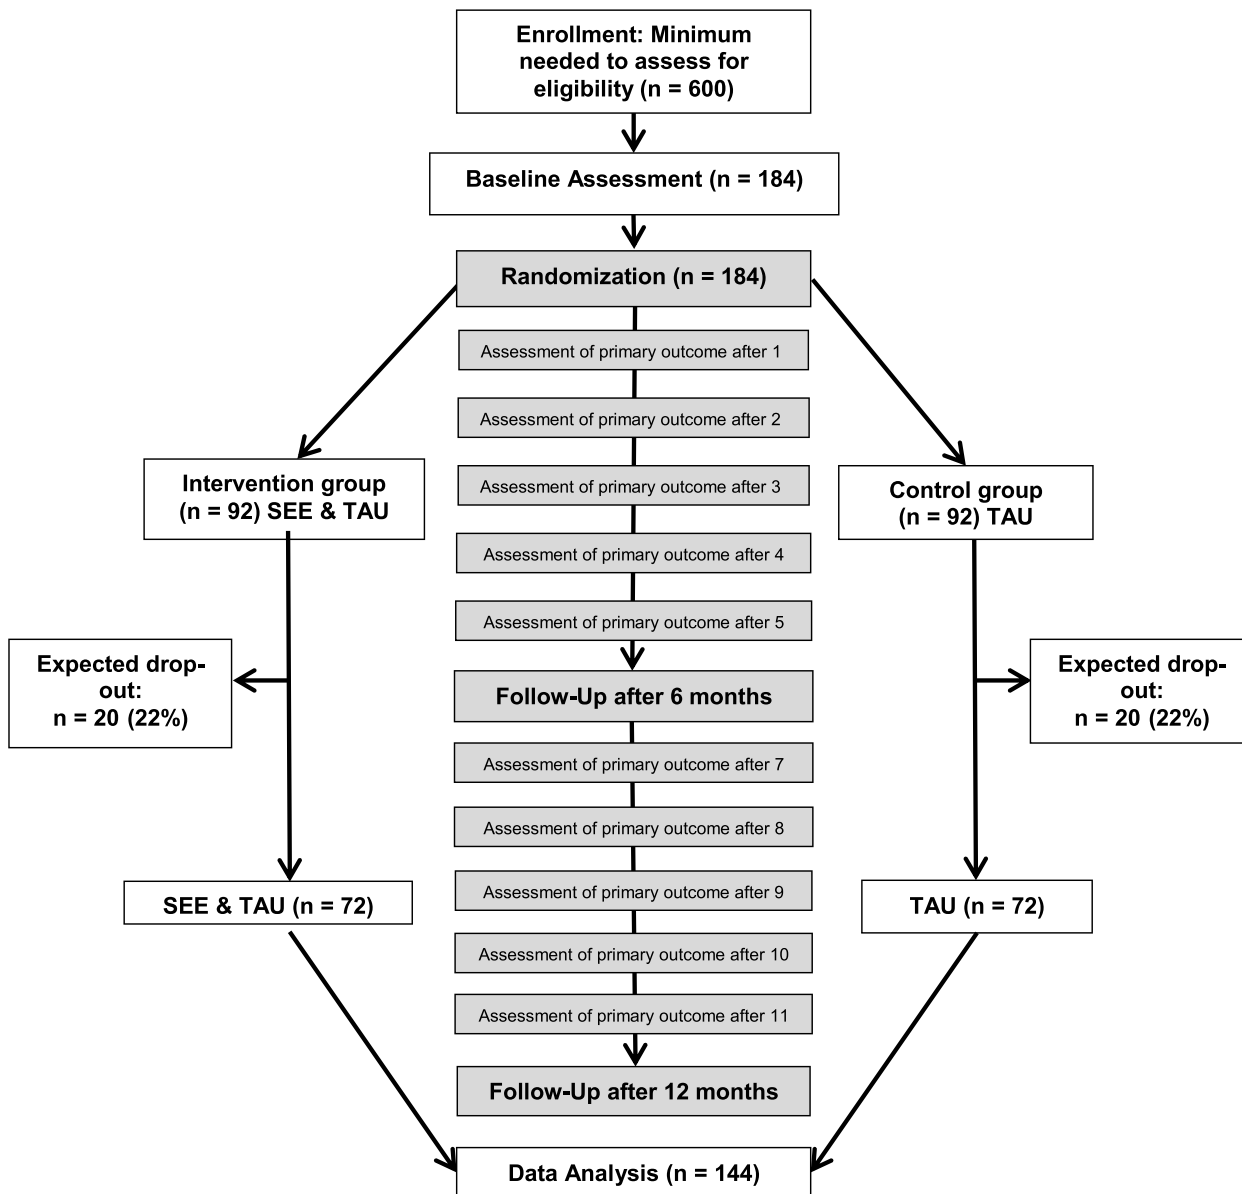 Enrollment: Minimum
needed to assess for
eligibility (n = 600)
Baseline Assessment (n = 184)
Randomization (n = 184)
Assessment of primary outcome after 1
Assessment of primary outcome after 2
Assessment of primary outcome after 3
Assessment of primary outcome after 4
Assessment of primary outcome after 5
Follow-Up after 6 months
Assessment of primary outcome after 7
Assessment of primary outcome after 8
Assessment of primary outcome after 9
Assessment of primary outcome after 10
Assessment of primary outcome after 11
Follow-Up after 12 months
Intervention group
(n = 92) SEE & TAU
Expected drop-
out:
n = 20 (22%)
SEE & TAU (n = 72)
Control group
(n = 92) TAU
Expected drop-
out:
n = 20 (22%)
TAU (n = 72)
Data Analysis (n = 144)